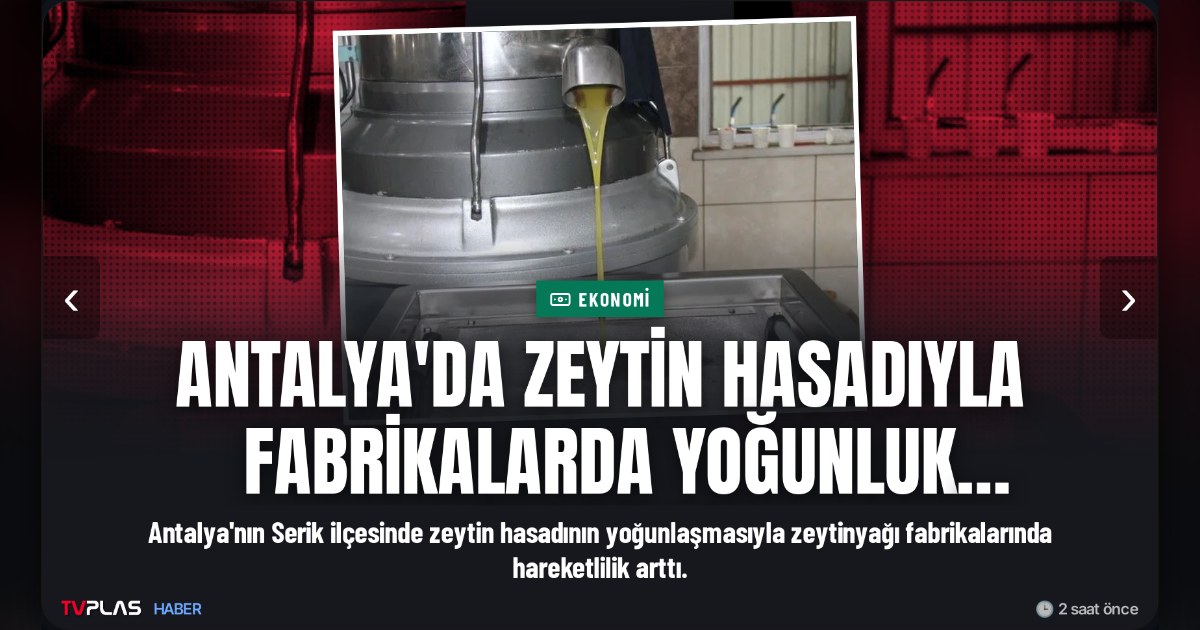 EKONOMİ
ANTALYA'DA ZEYTİN HASADIYLA
FABRİKALARDA YOĞUNLUK...
Antalya'nın Serik ilçesinde zeytin hasadının yoğunlaşmasıyla zeytinyağı fabrikalarında
hareketlilik arttı.
TVPLAS HABER
2 saat önce